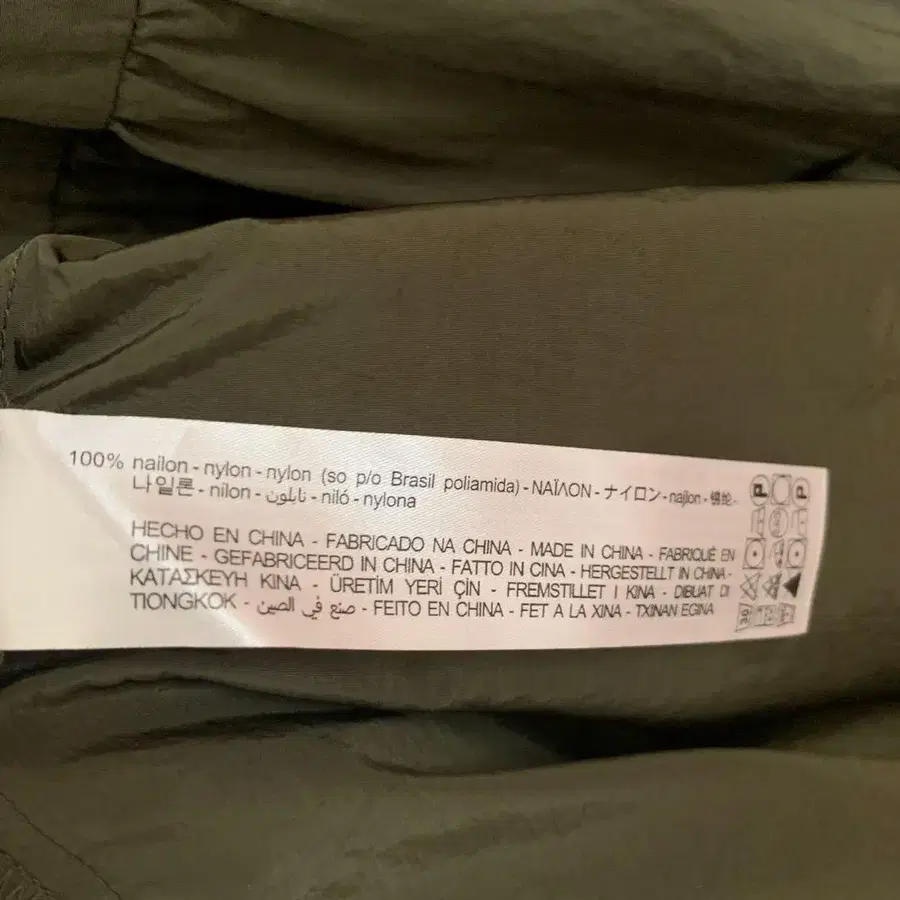 100% nailon - nylon - nylon (so p/o Brasil poliamida) - ΝΑΪΛΟΝ - ナイロン - najlon - 锦纶 -
나일론 - nilon - نايلون - niló - nylona
HECHO EN CHINA - FABRICADO NA CHINA - MADE IN CHINA - FABRIQUÉ EN
CHINE - GEFABRICEERD IN CHINA - FATTO IN CINA - HERGESTELLT IN CHINA -
ΚΑΤΑΣΚΕΥΗ ΚΙΝΑ - ÜRETİM YERİ ÇİN - FREMSTILLET I KINA - DIBUAT DI
TIONGKOK - صنع في الصين - FEITO EN CHINA - FET A LA XINA - TXINAN EGINA
P P
30